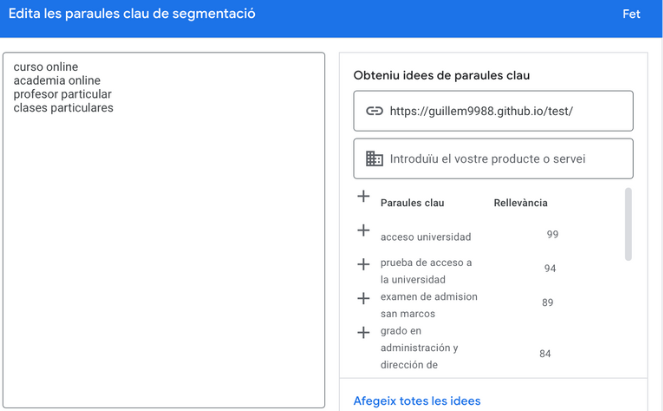 Edita les paraules clau de segmentació
Fet
curso online
academia online
profesor particular
clases particulares
Obteniu idees de paraules clau
https://guillem9988.github.io/test/
Introduïu el vostre producte o servei
Paraules clau Rellevància
acceso universidad 99
prueba de acceso a
la universidad 94
examen de admision
san marcos 89
grado en
administración y
dirección de 84
Afegeix totes les idees